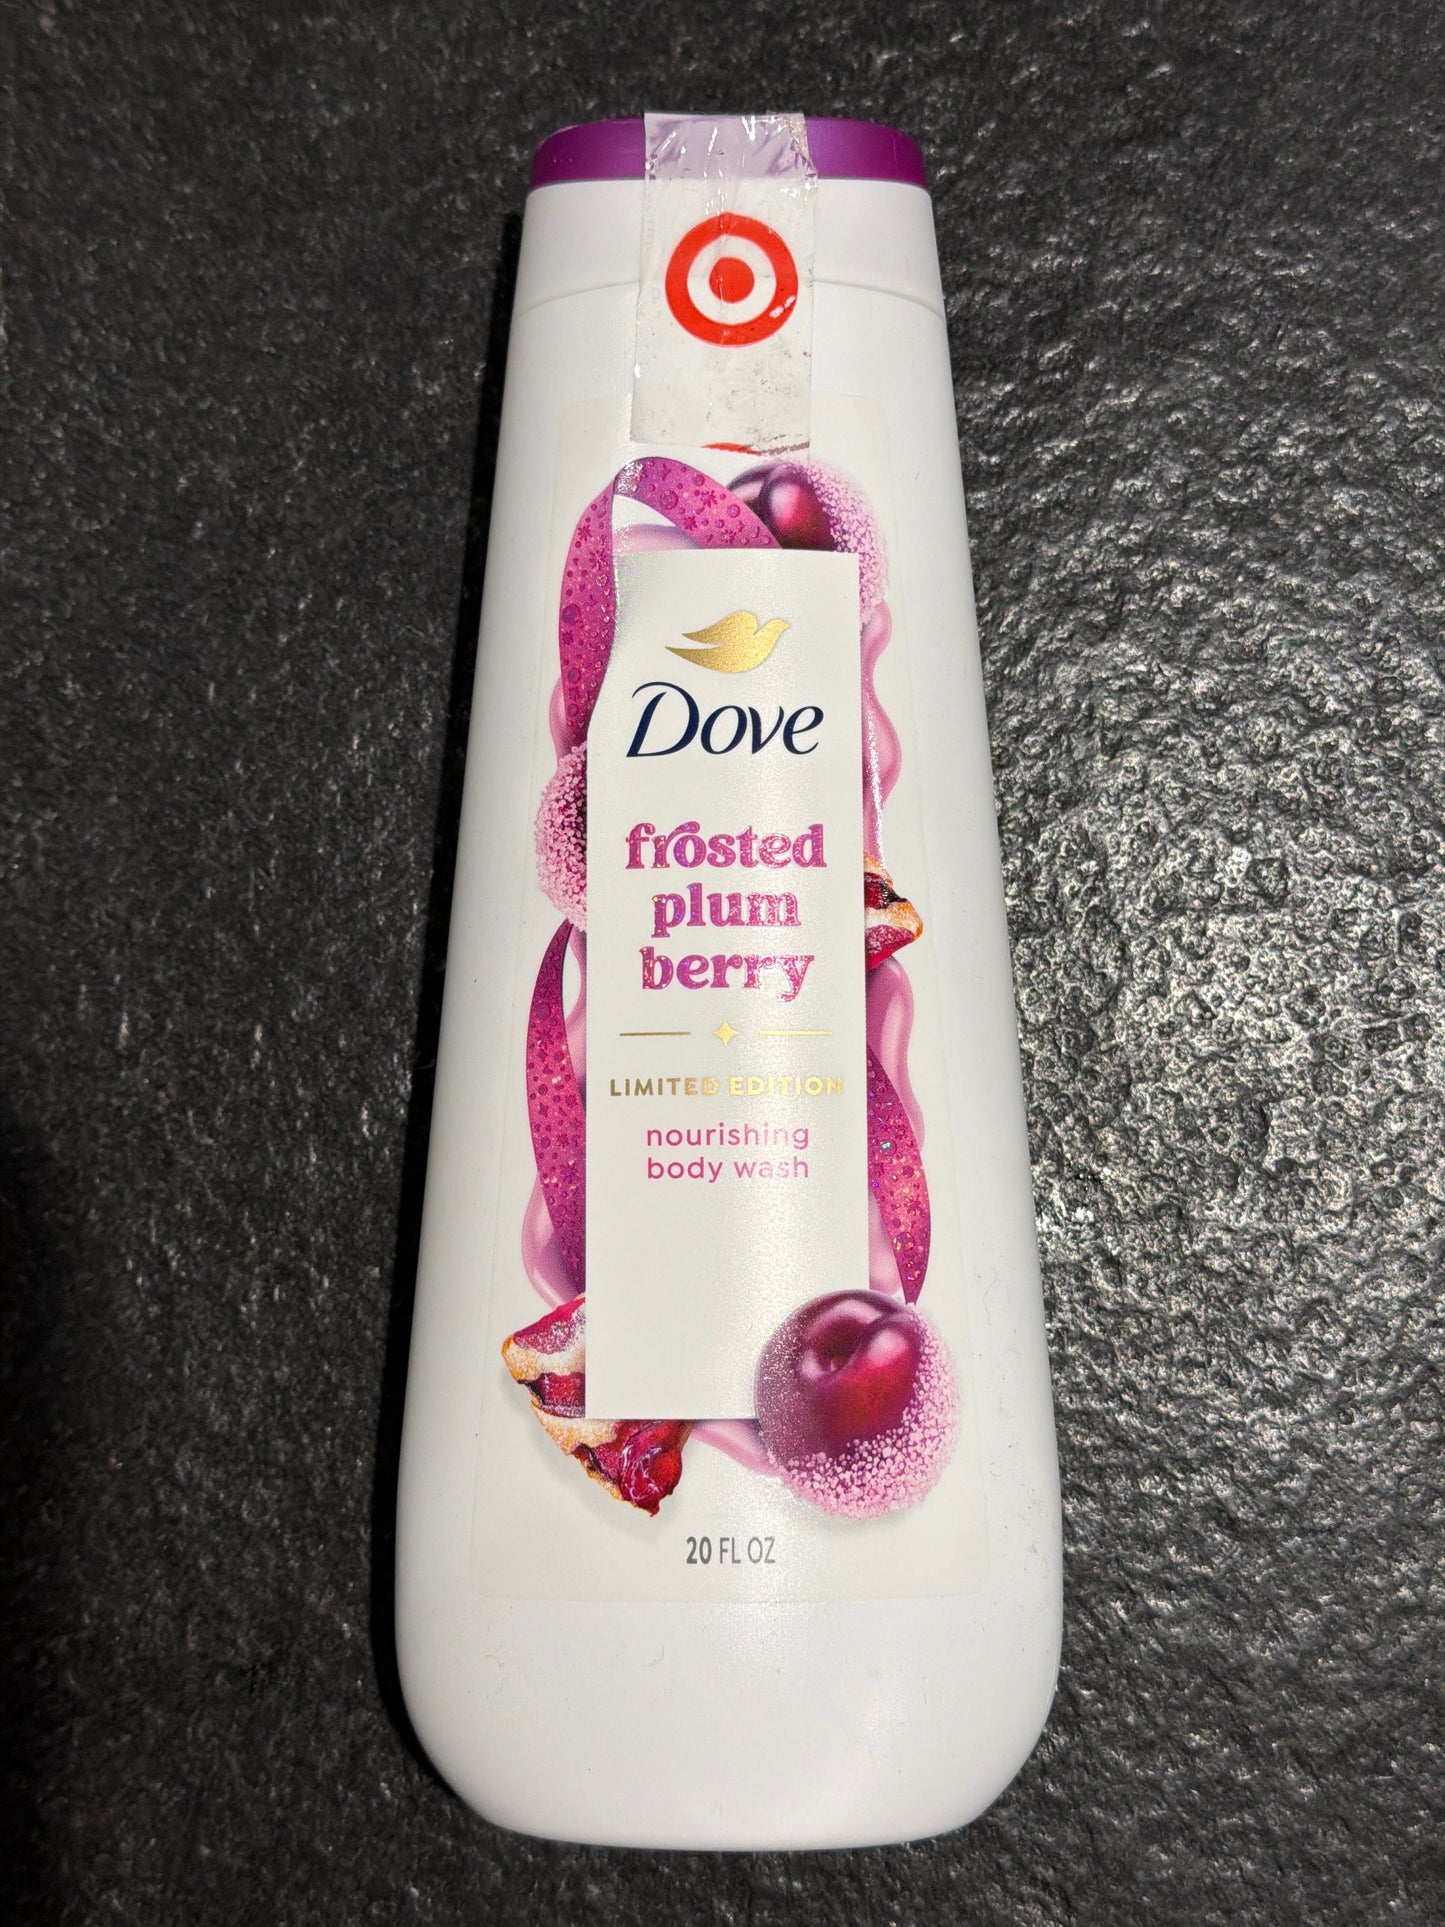 Dove
frosted
plum
berry
LIMITED EDITION
nourishing
body wash
20 FL OZ